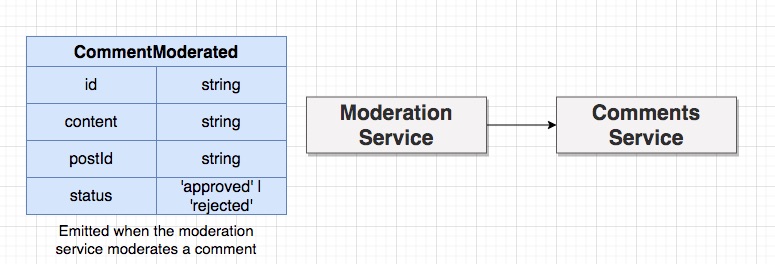 CommentModerated
id string
content string
postId string
status 'approved' |
'rejected'
Emitted when the moderation
service moderates a comment
Moderation
Service
Comments
Service